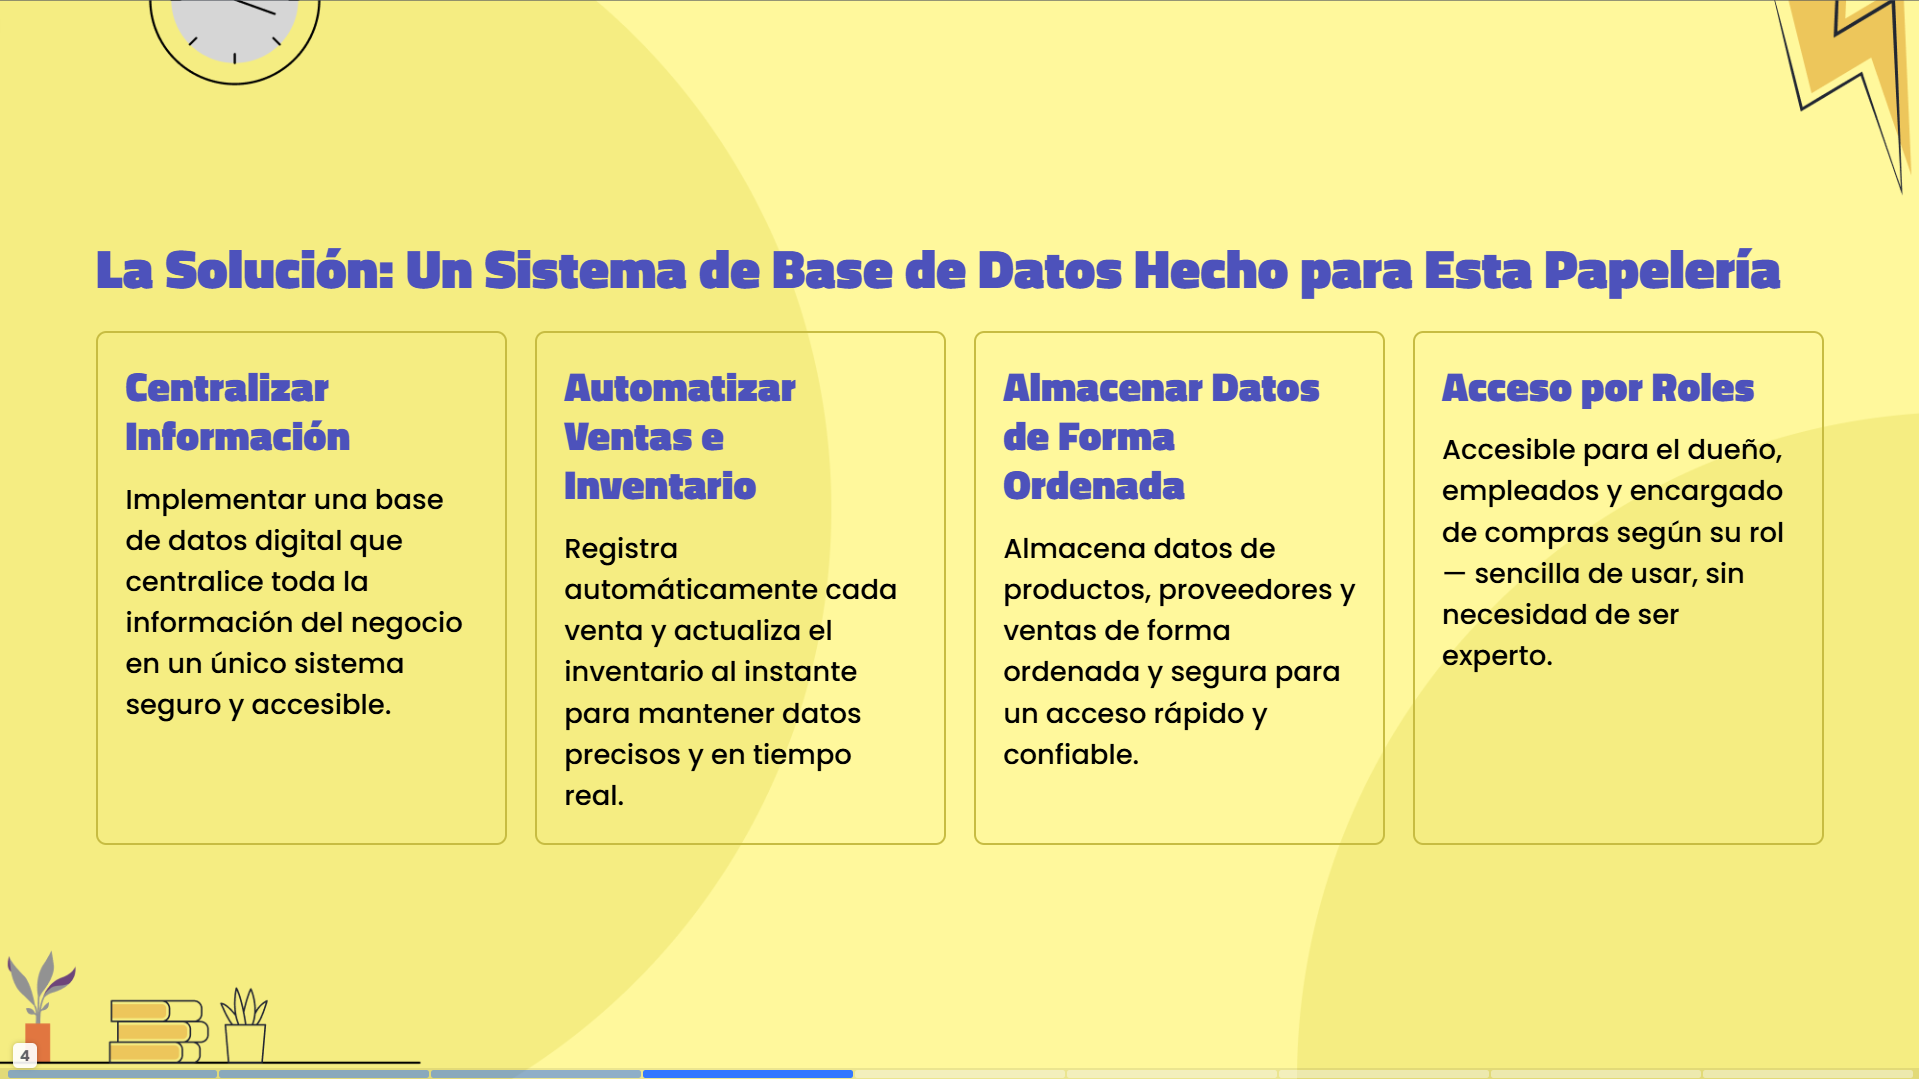 La Solución: Un Sistema de Base de Datos Hecho para Esta Papelería
Centralizar
Información
Implementar una base
de datos digital que
centralice toda la
información del negocio
en un único sistema
seguro y accesible.
Automatizar
Ventas e
Inventario
Registra
automáticamente cada
venta y actualiza el
inventario al instante
para mantener datos
precisos y en tiempo
real.
Almacenar Datos
de Forma
Ordenada
Almacena datos de
productos, proveedores y
ventas de forma
ordenada y segura para
un acceso rápido y
confiable.
Acceso por Roles
Accesible para el dueño,
empleados y encargado
de compras según su rol
— sencilla de usar, sin
necesidad de ser
experto.
4